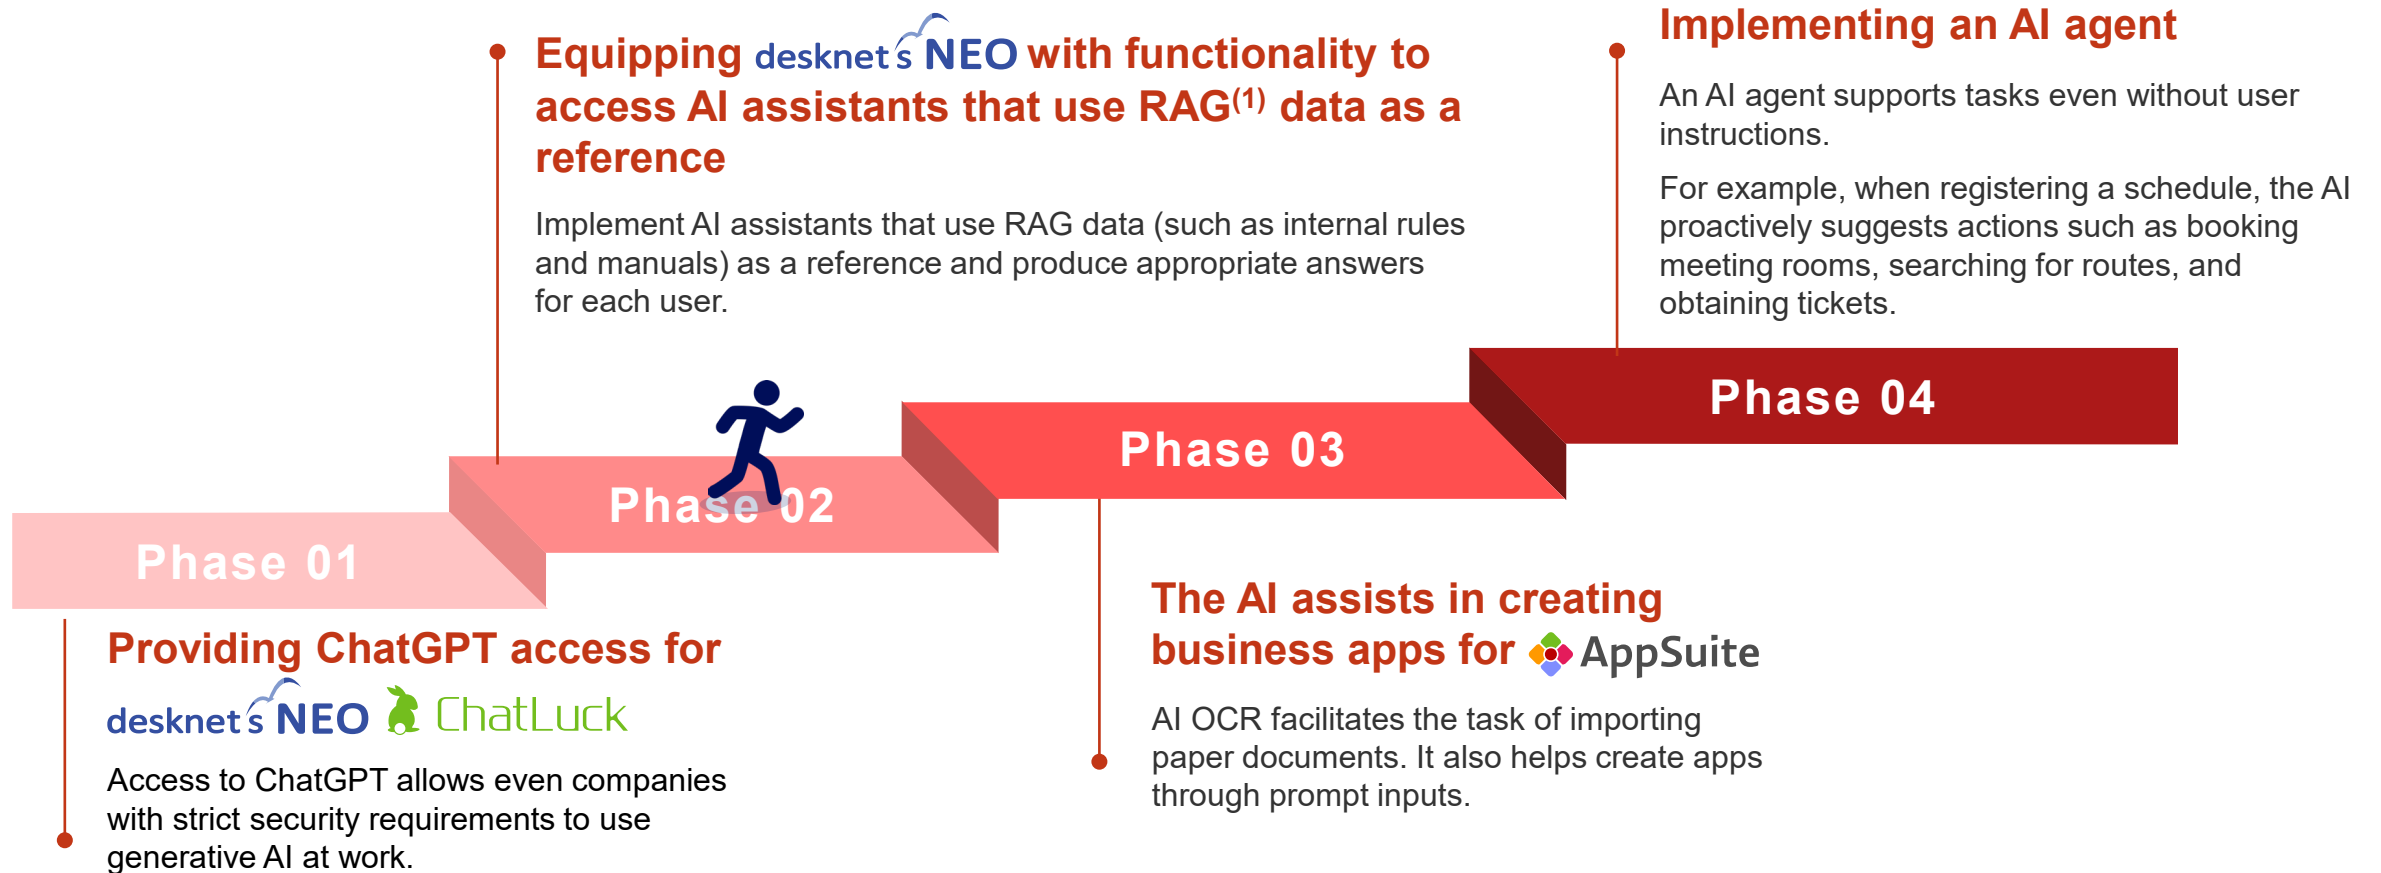 Equipping desknet's NEO with functionality to
access AI assistants that use RAG(1) data as a
reference
Implement AI assistants that use RAG data (such as internal rules
and manuals) as a reference and produce appropriate answers
for each user.
Implementing an AI agent
An AI agent supports tasks even without user
instructions.
For example, when registering a schedule, the AI
proactively suggests actions such as booking
meeting rooms, searching for routes, and
obtaining tickets.
Phase 01
Phase 02
Phase 03
Phase 04
Providing ChatGPT access for
desknet's NEO ChatLuck
Access to ChatGPT allows even companies
with strict security requirements to use
generative AI at work.
The AI assists in creating
business apps for AppSuite
AI OCR facilitates the task of importing
paper documents. It also helps create apps
through prompt inputs.